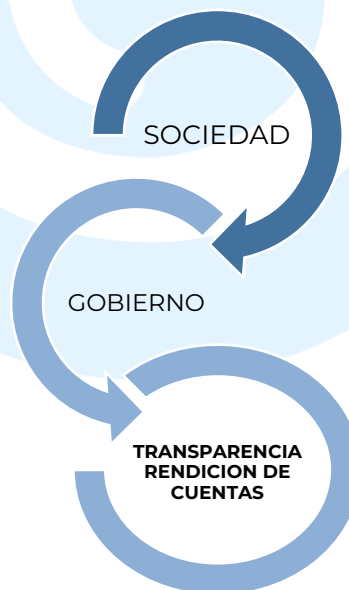 SOCIEDAD
GOBIERNO
TRANSPARENCIA
RENDICION DE
CUENTAS